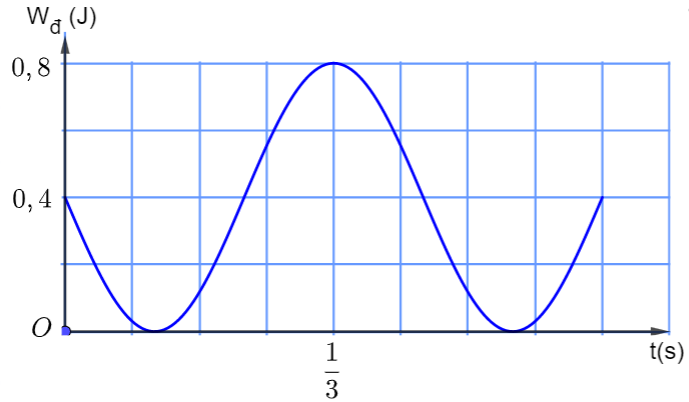 W_đ (J)
0,8
0,4
O
1/3
t(s)